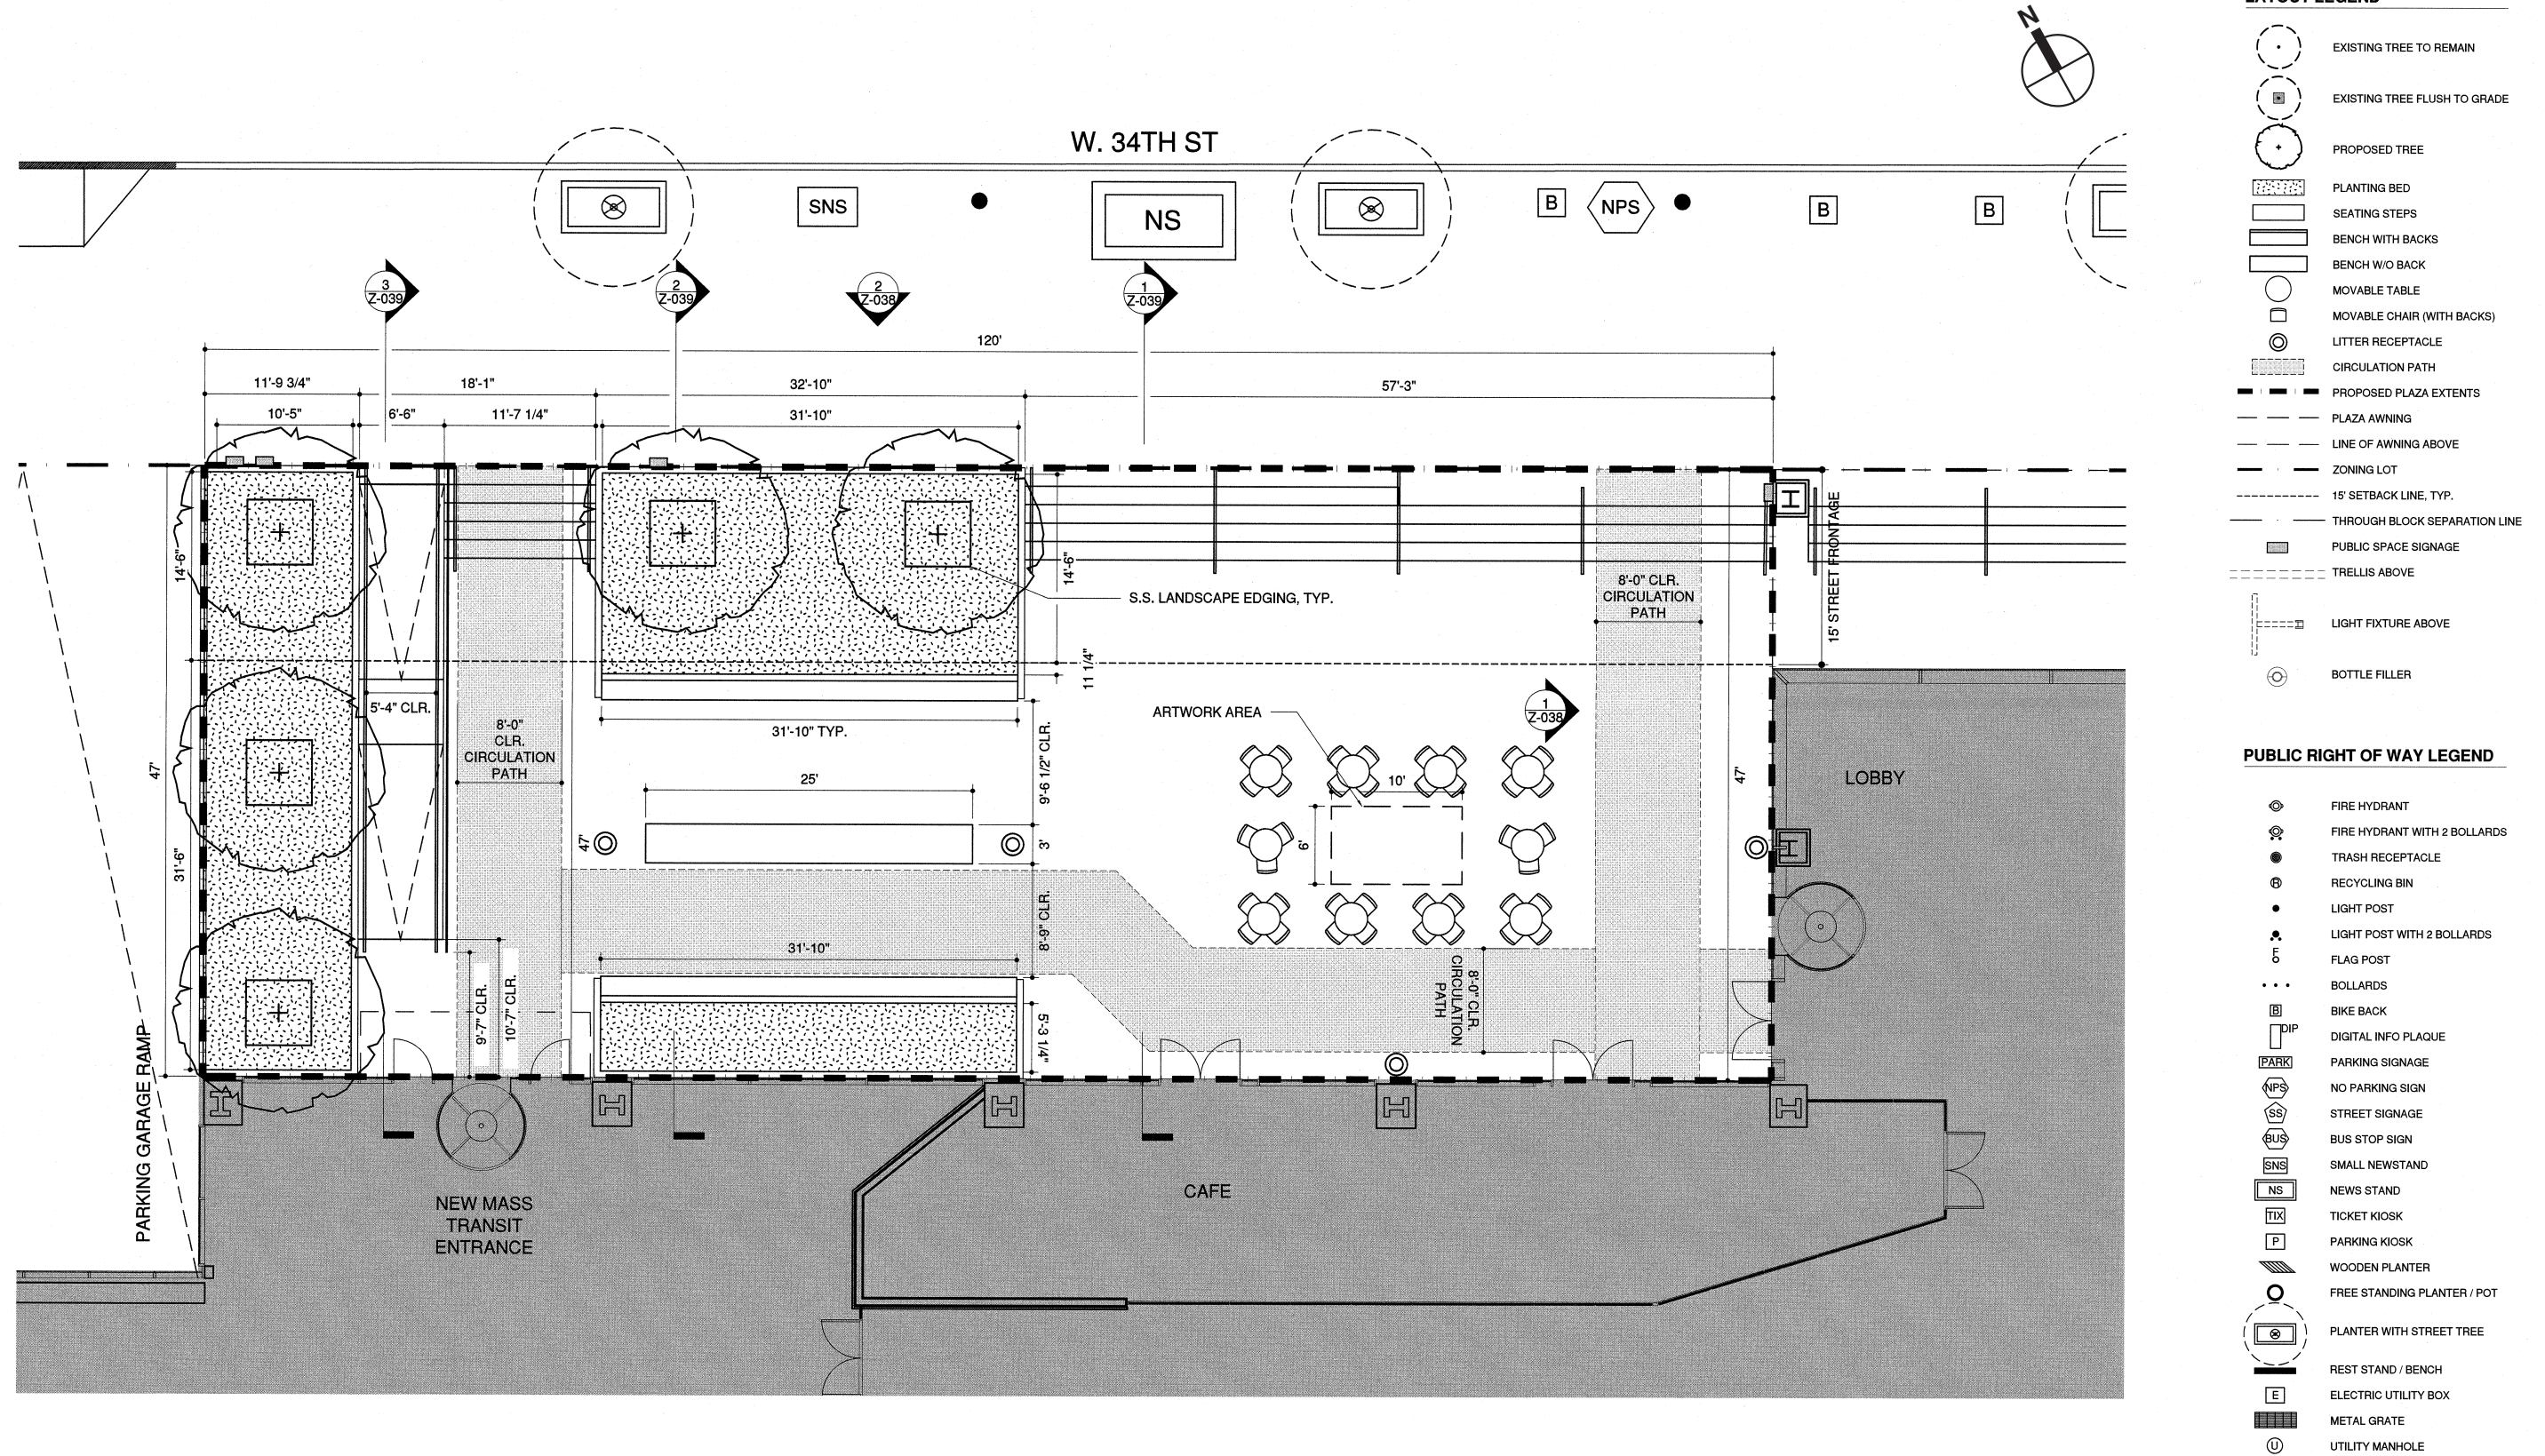 N
LAYOUT LEGEND
EXISTING TREE TO REMAIN
EXISTING TREE FLUSH TO GRADE
PROPOSED TREE
PLANTING BED
SEATING STEPS
BENCH WITH BACKS
BENCH W/O BACK
MOVABLE TABLE
MOVABLE CHAIR (WITH BACKS)
LITTER RECEPTACLE
CIRCULATION PATH
PROPOSED PLAZA EXTENTS
PLAZA AWNING
LINE OF AWNING ABOVE
ZONING LOT
15' SETBACK LINE, TYP.
THROUGH BLOCK SEPARATION LINE
PUBLIC SPACE SIGNAGE
TRELLIS ABOVE
LIGHT FIXTURE ABOVE
BOTTLE FILLER
W. 34TH ST
SNS
NS
B
NPS
B
B
3
Z-039
2
Z-039
2
Z-038
1
Z-039
120'
11'-9 3/4"
18'-1"
32'-10"
57'-3"
10'-5"
6'-6"
11'-7 1/4"
31'-10"
14'-6"
14'-6"
S.S. LANDSCAPE EDGING, TYP.
8'-0" CLR.
CIRCULATION
PATH
15' STREET FRONTAGE
11 1/4"
5'-4" CLR.
8'-0"
CLR.
CIRCULATION
PATH
31'-10" TYP.
ARTWORK AREA
1
Z-038
47'
25'
9'-6 1/2" CLR.
10'
47'
LOBBY
47'
3'
6'
31'-6"
8'-9" CLR.
31'-10"
8'-0" CLR.
CIRCULATION
PATH
9'-7" CLR.
10'-7" CLR.
5'-3 1/4"
PARKING GARAGE RAMP
NEW MASS
TRANSIT
ENTRANCE
CAFE
PUBLIC RIGHT OF WAY LEGEND
FIRE HYDRANT
FIRE HYDRANT WITH 2 BOLLARDS
TRASH RECEPTACLE
R RECYCLING BIN
LIGHT POST
LIGHT POST WITH 2 BOLLARDS
F FLAG POST
BOLLARDS
B BIKE BACK
DIP DIGITAL INFO PLAQUE
PARK PARKING SIGNAGE
NPS NO PARKING SIGN
SS STREET SIGNAGE
BUS BUS STOP SIGN
SNS SMALL NEWSTAND
NS NEWS STAND
TIX TICKET KIOSK
P PARKING KIOSK
WOODEN PLANTER
FREE STANDING PLANTER / POT
PLANTER WITH STREET TREE
REST STAND / BENCH
E ELECTRIC UTILITY BOX
METAL GRATE
U UTILITY MANHOLE